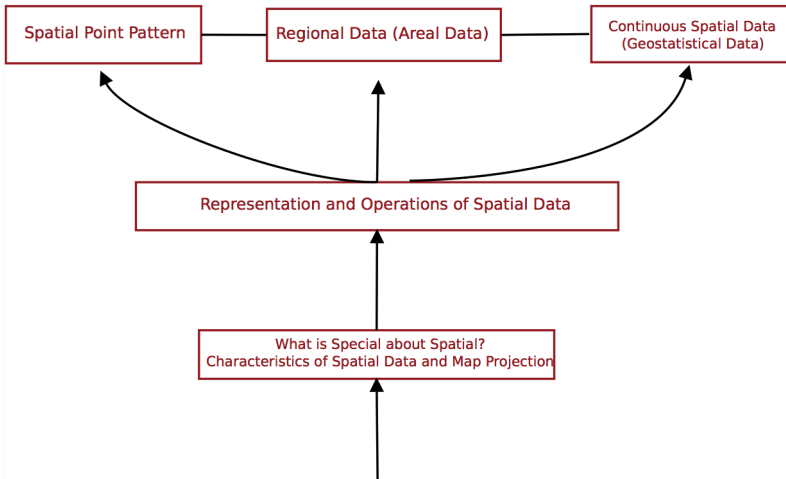 Spatial Point Pattern
Regional Data (Areal Data)
Continuous Spatial Data
(Geostatistical Data)
Representation and Operations of Spatial Data
What is Special about Spatial?
Characteristics of Spatial Data and Map Projection